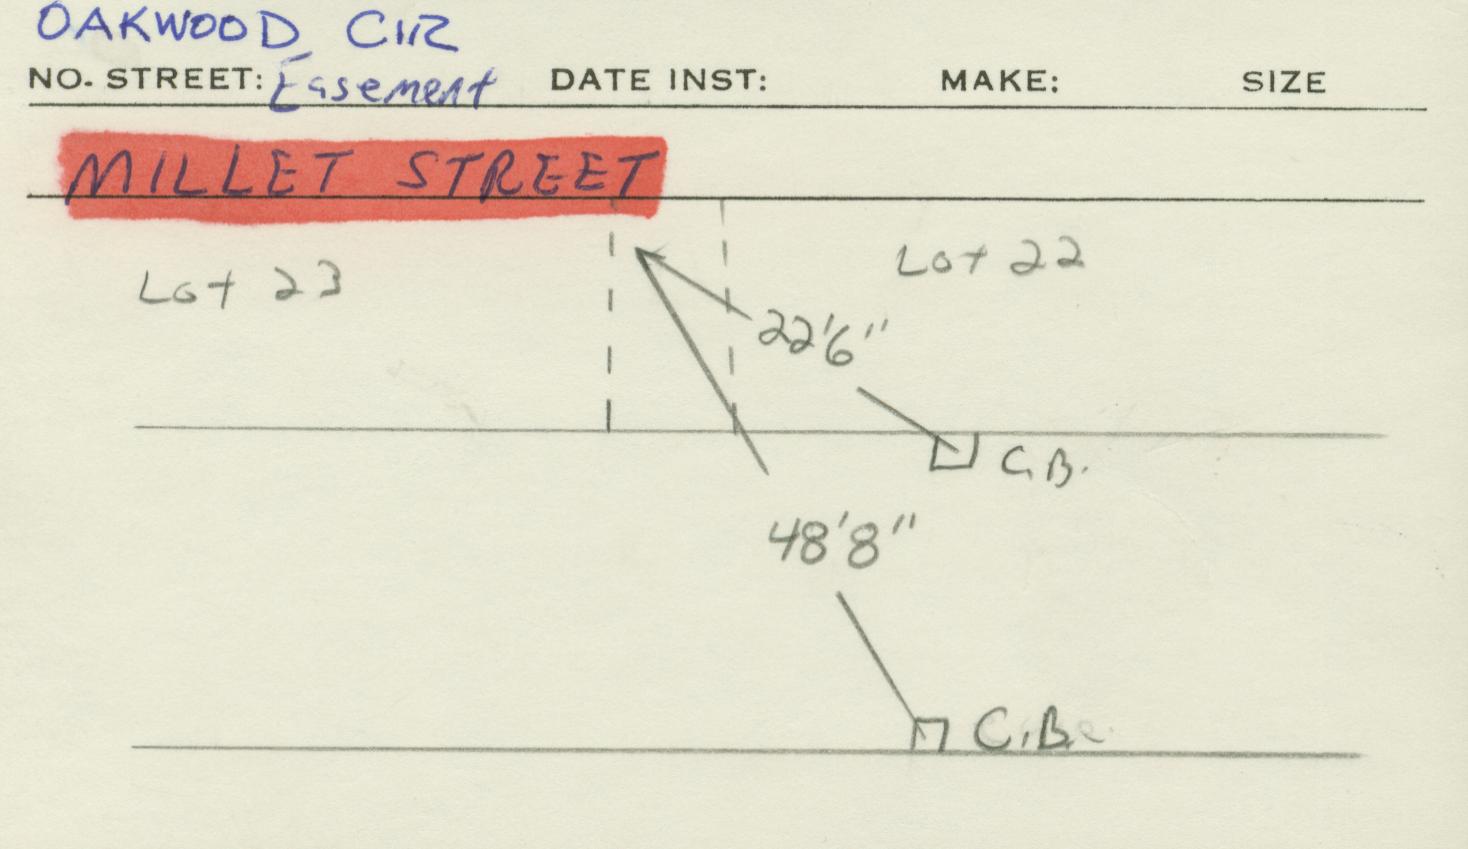 OAKWOOD CIR
NO. STREET: Easement DATE INST: MAKE: SIZE
MILLET STREET
Lot 23
Lot 22
22'6"
C.B.
48'8"
C.B.